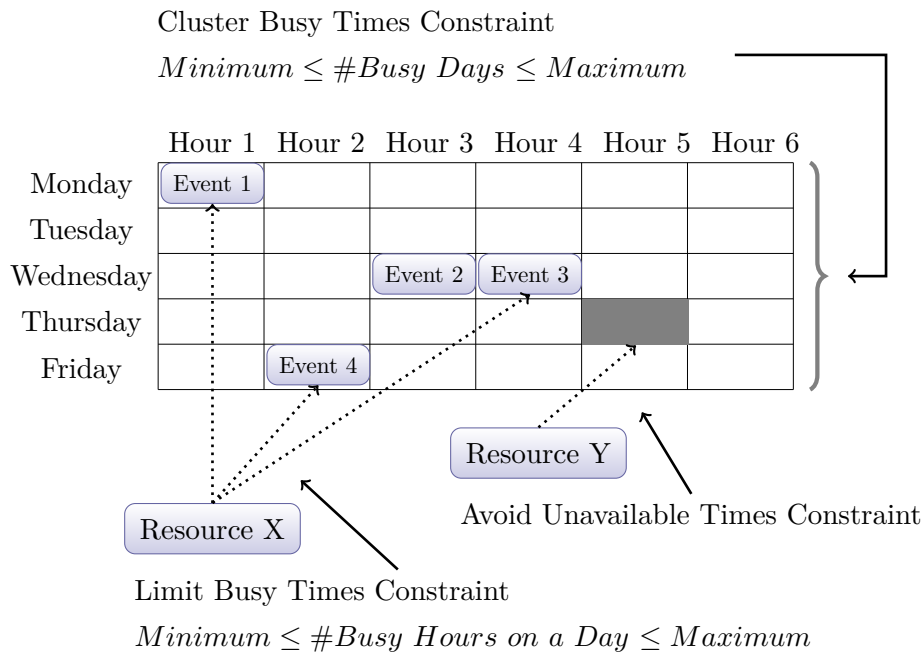 Cluster Busy Times Constraint
Minimum ≤ #Busy Days ≤ Maximum
Hour 1 Hour 2 Hour 3 Hour 4 Hour 5 Hour 6
Monday Event 1
Tuesday
Wednesday Event 2 Event 3
Thursday
Friday Event 4
Resource Y
Resource X
Avoid Unavailable Times Constraint
Limit Busy Times Constraint
Minimum ≤ #Busy Hours on a Day ≤ Maximum